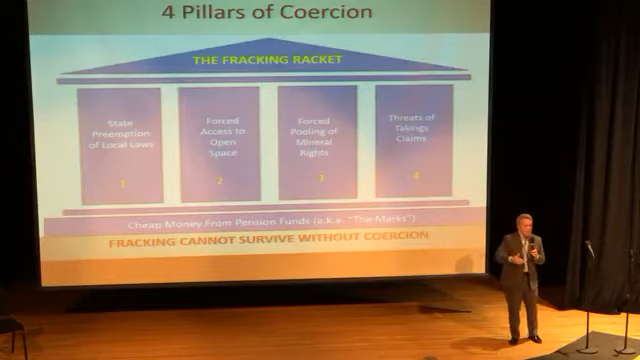 4 Pillars of Coercion
THE FRACKING RACKET
State
Preemption
of Local Laws
1
Forced
Access to
Open
Space
2
Forced
Pooling of
Mineral
Rights
3
Threats of
Takings
Claims
4
Cheap Money From Pension Funds (a.k.a. "The Marks")
FRACKING CANNOT SURVIVE WITHOUT COERCION